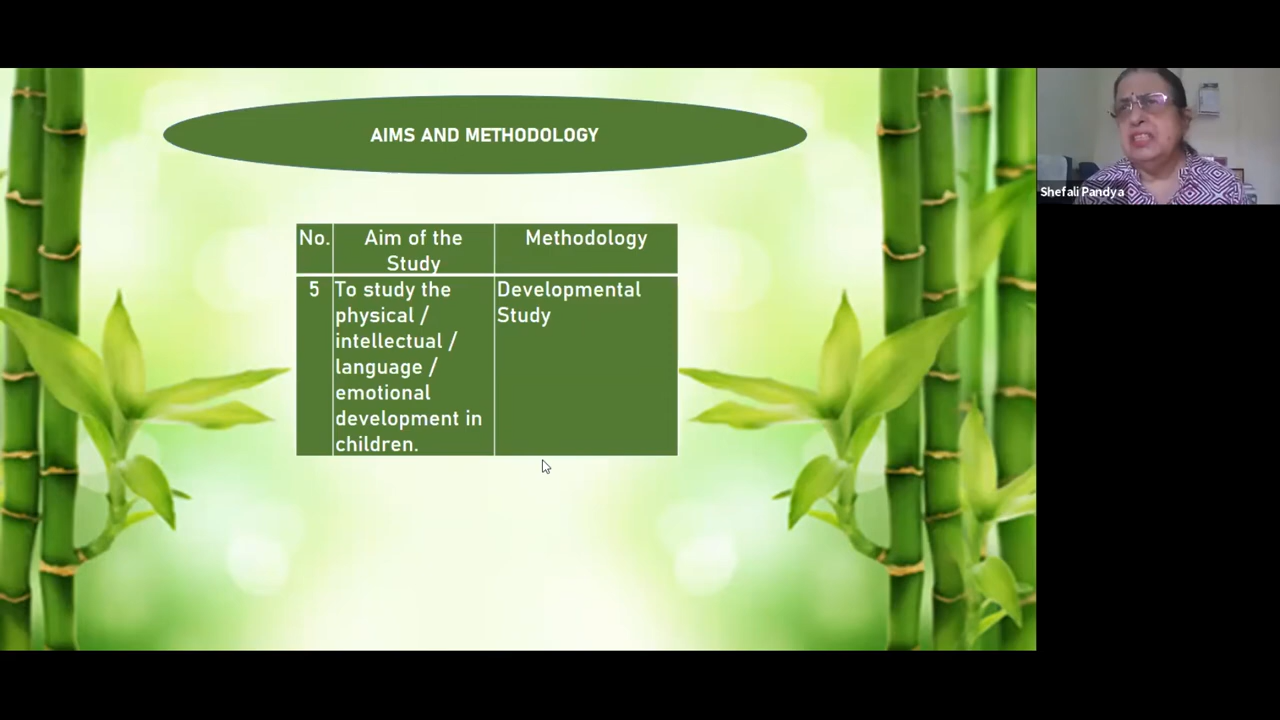 AIMS AND METHODOLOGY
No. Aim of the Methodology
Study
5 To study the Developmental
physical / Study
intellectual /
language /
emotional
development in
children.
Shefali Pandya